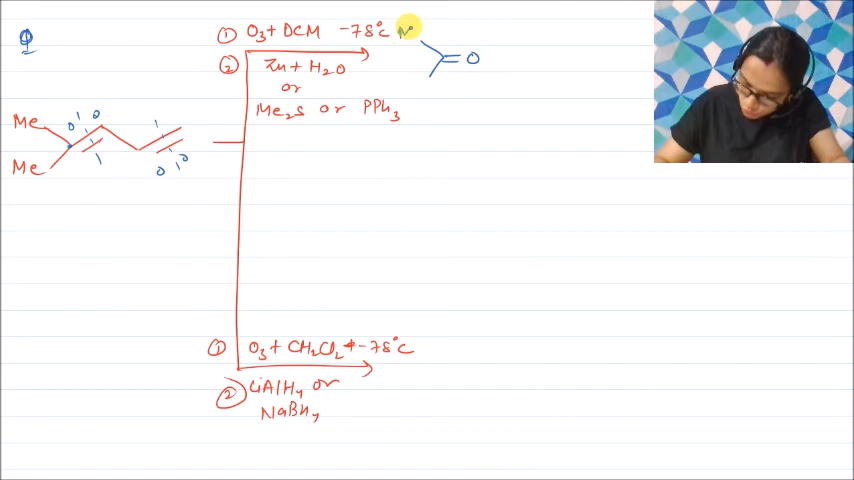 Q
① O3 + DCM -78°C
② Zn + H2O
or
Me2S or PPh3
O
Me
Me
O O
O O
① O3 + CH2Cl2 -78°C
② LiAlH4 or
NaBH4